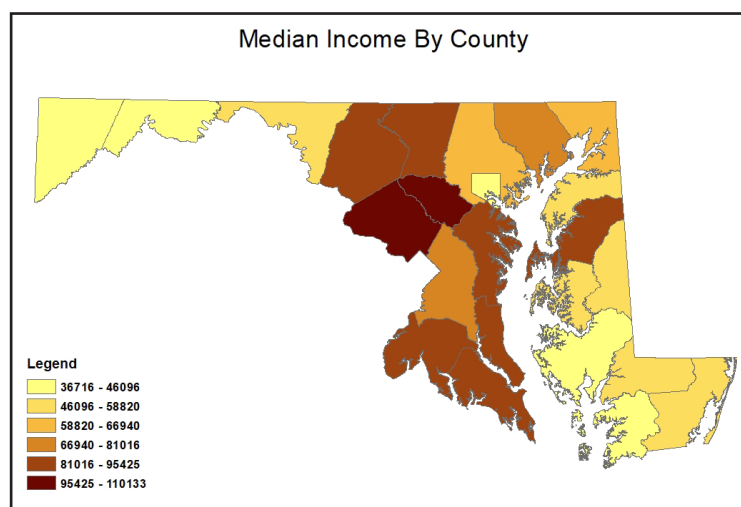 Median Income By County
Legend
36716 - 46096
46096 - 58820
58820 - 66940
66940 - 81016
81016 - 95425
95425 - 110133